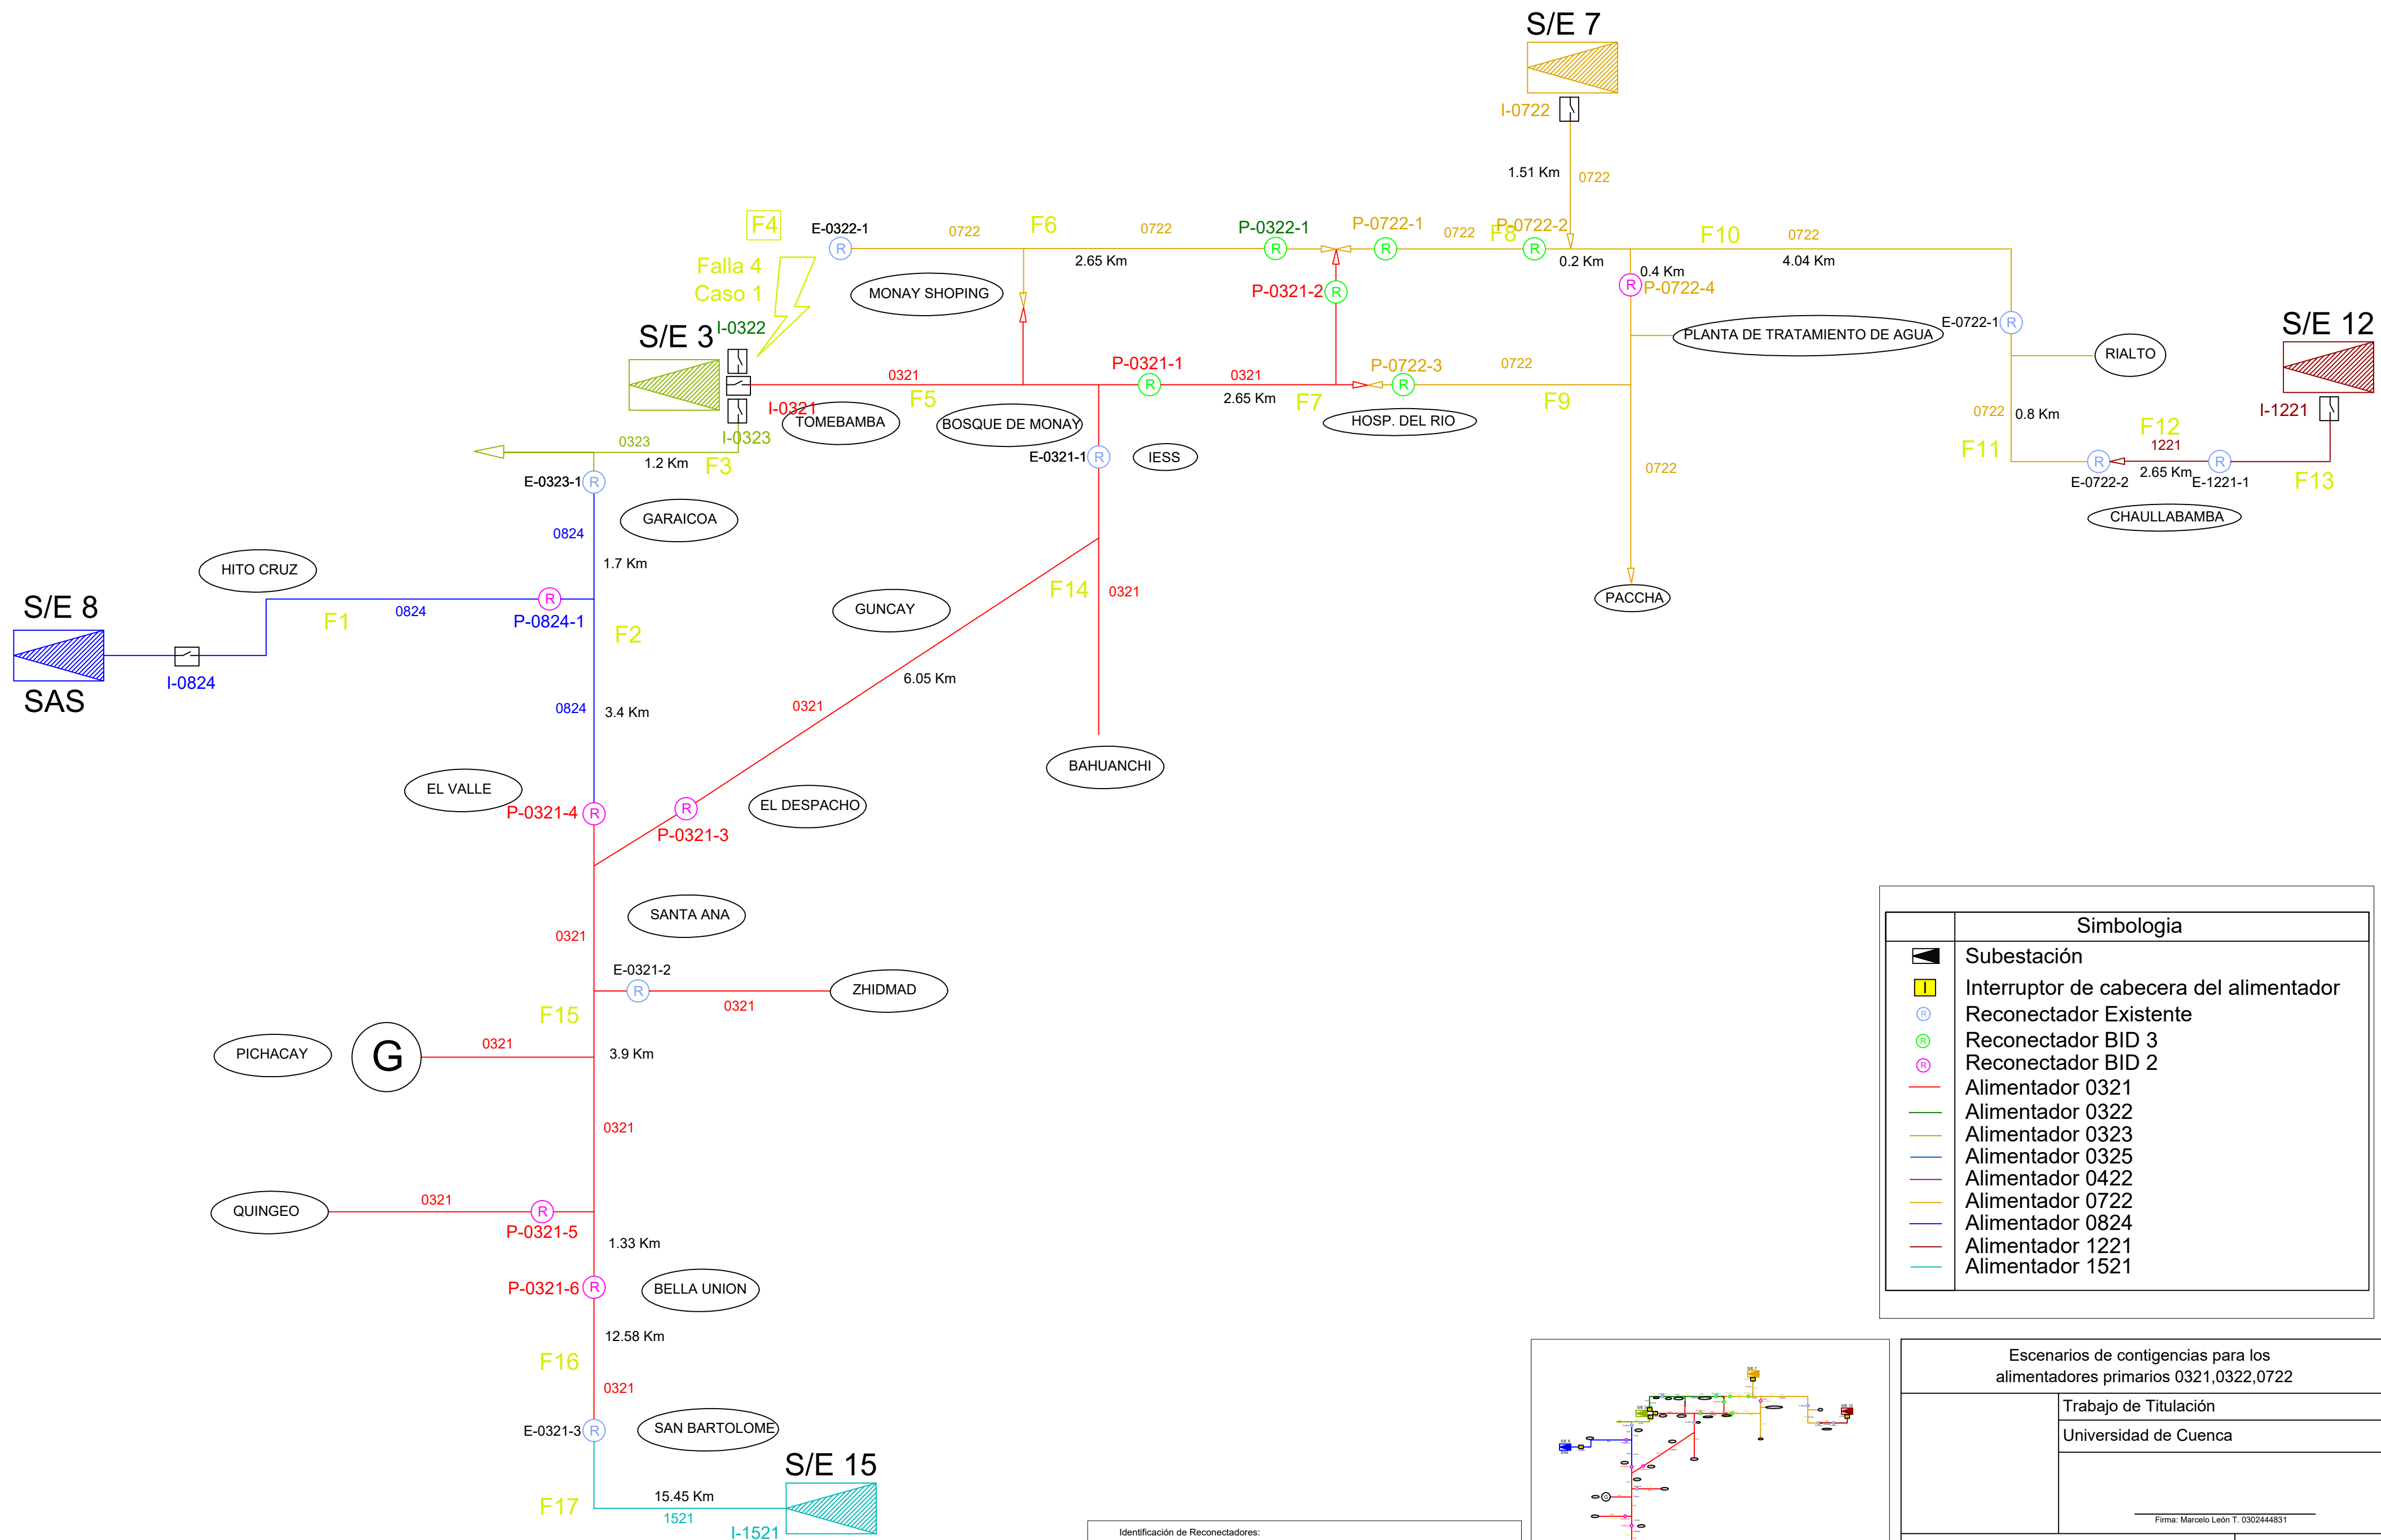 S/E 7
I-0722
1.51 Km
0722
F4
E-0322-1
0722
F6
0722
P-0322-1
P-0722-1
0722
F8
P-0722-2
F10
0722
Falla 4
Caso 1
2.65 Km
0.2 Km
0.4 Km
4.04 Km
R
R
R
R
MONAY SHOPING
P-0321-2
R
R
P-0722-4
S/E 3
I-0322
PLANTA DE TRATAMIENTO DE AGUA
E-0722-1
R
S/E 12
RIALTO
0321
F5
P-0321-1
R
0321
2.65 Km
F7
P-0722-3
R
0722
F9
I-0321
TOMEBAMBA
BOSQUE DE MONAY
HOSP. DEL RIO
0722
0.8 Km
I-1221
I-0323
0323
1.2 Km
F3
E-0321-1
R
IESS
0722
F11
F12
1221
R
R
2.65 Km
E-0722-2
E-1221-1
F13
E-0323-1
R
GARAICOA
CHAULLABAMBA
0824
1.7 Km
HITO CRUZ
S/E 8
F1
0824
R
P-0824-1
F2
GUNCAY
F14
0321
PACCHA
I-0824
SAS
0824
3.4 Km
6.05 Km
0321
BAHUANCHI
EL VALLE
P-0321-4
R
R
P-0321-3
EL DESPACHO
SANTA ANA
0321
E-0321-2
R
0321
ZHIDMAD
F15
PICHACAY
G
0321
3.9 Km
0321
QUINGEO
0321
R
P-0321-5
1.33 Km
P-0321-6
R
BELLA UNION
12.58 Km
F16
0321
E-0321-3
R
SAN BARTOLOME
S/E 15
F17
15.45 Km
1521
I-1521
Simbologia
Subestación
I
Interruptor de cabecera del alimentador
R
Reconectador Existente
R
Reconectador BID 3
R
Reconectador BID 2
Alimentador 0321
Alimentador 0322
Alimentador 0323
Alimentador 0325
Alimentador 0422
Alimentador 0722
Alimentador 0824
Alimentador 1221
Alimentador 1521
Escenarios de contigencias para los
alimentadores primarios 0321,0322,0722
Trabajo de Titulación
Universidad de Cuenca
Firma: Marcelo León T. 0302444831
Identificación de Reconectadores: